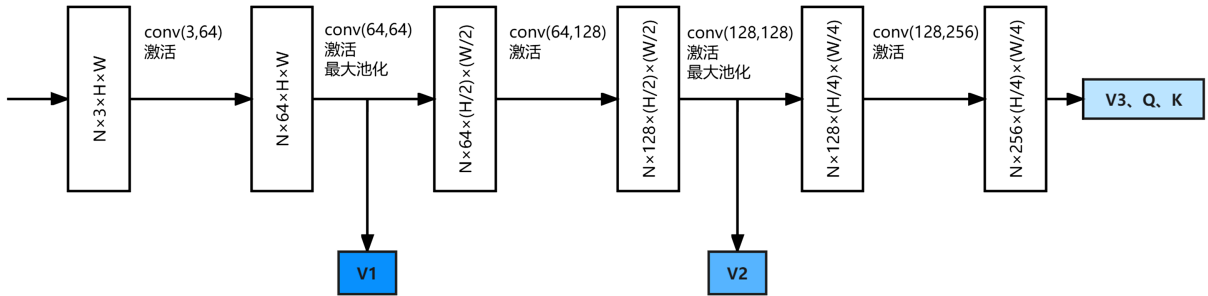 N×3×H×W
conv(3,64)
激活
N×64×H×W
conv(64,64)
激活
最大池化
N×64×(H/2)×(W/2)
conv(64,128)
激活
N×128×(H/2)×(W/2)
conv(128,128)
激活
最大池化
N×128×(H/4)×(W/4)
conv(128,256)
激活
N×256×(H/4)×(W/4)
V3、Q、K
V1
V2